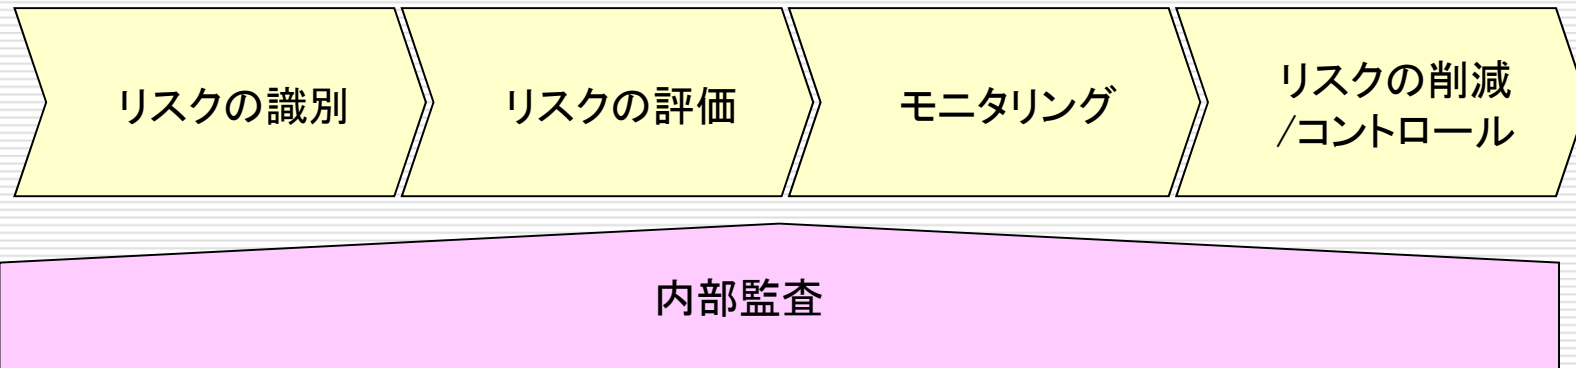 リスクの識別
リスクの評価
モニタリング
リスクの削減
/コントロール
内部監査